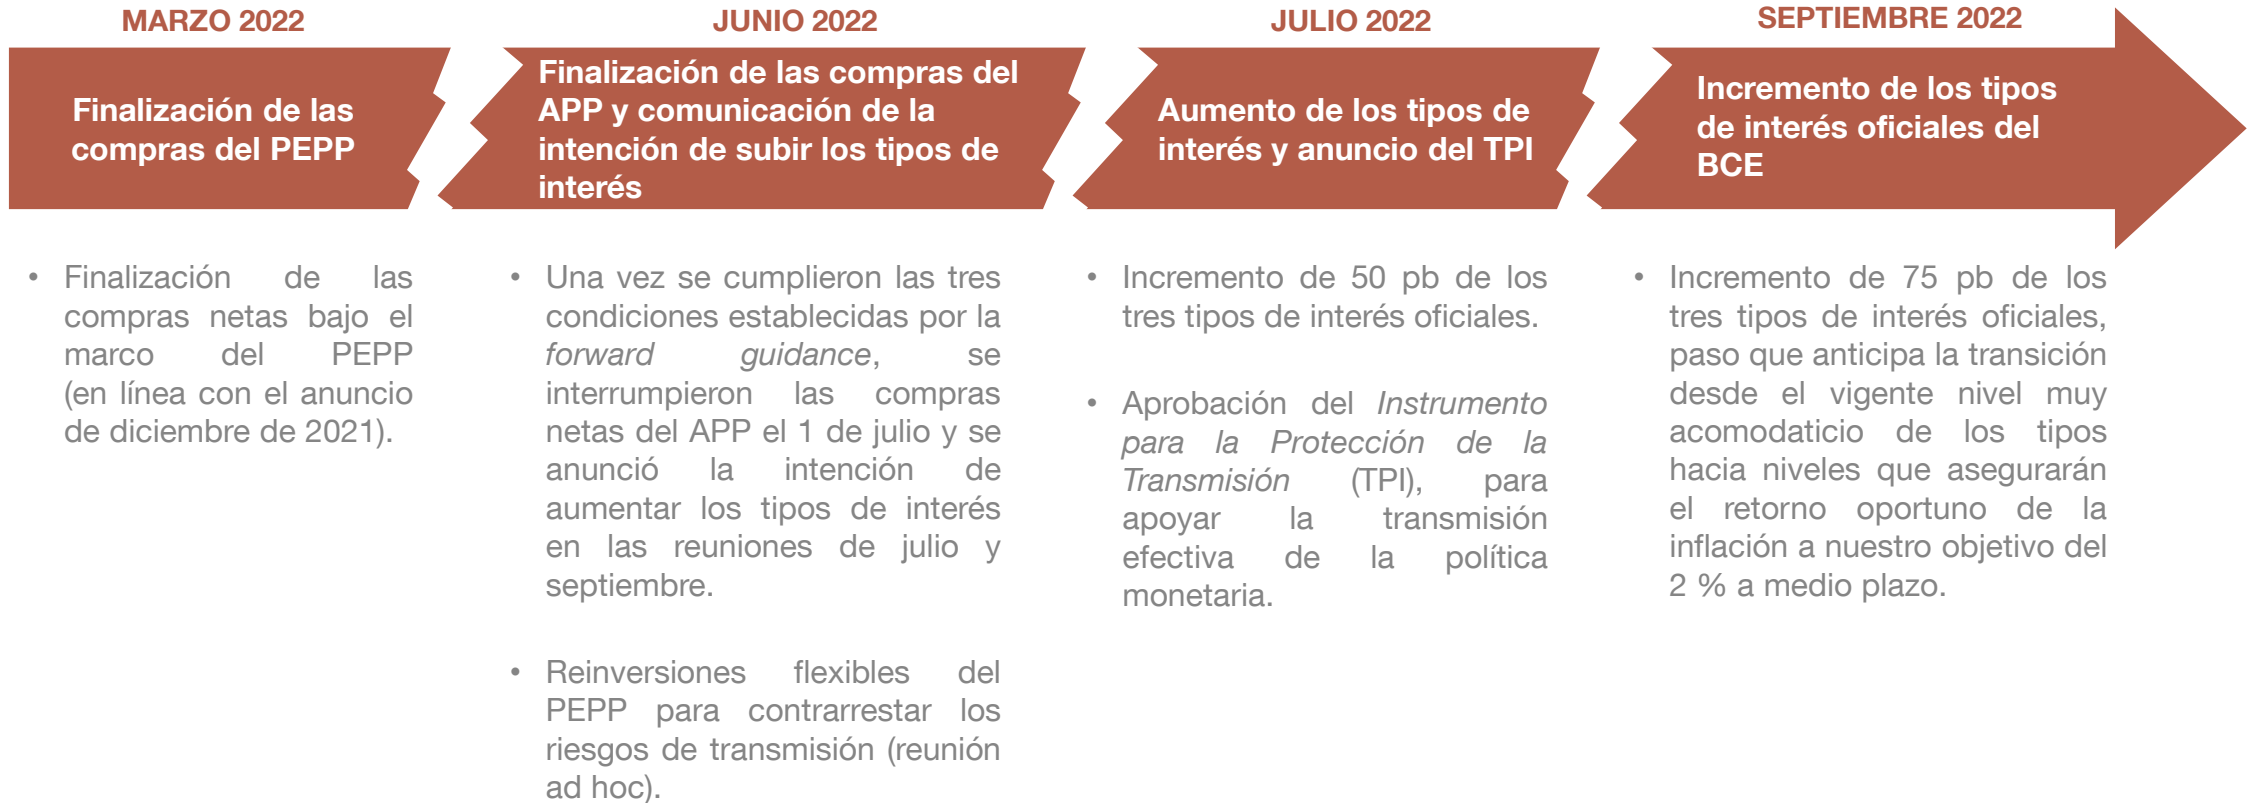 MARZO 2022
Finalización de las
compras del PEPP
• Finalización de las
compras netas bajo el
marco del PEPP
(en línea con el anuncio
de diciembre de 2021).
JUNIO 2022
Finalización de las compras del
APP y comunicación de la
intención de subir los tipos de
interés
• Una vez se cumplieron las tres
condiciones establecidas por la
forward guidance, se
interrumpieron las compras
netas del APP el 1 de julio y se
anunció la intención de
aumentar los tipos de interés
en las reuniones de julio y
septiembre.
• Reinversiones flexibles del
PEPP para contrarrestar los
riesgos de transmisión (reunión
ad hoc).
JULIO 2022
Aumento de los tipos de
interés y anuncio del TPI
• Incremento de 50 pb de los
tres tipos de interés oficiales.
• Aprobación del Instrumento
para la Protección de la
Transmisión (TPI), para
apoyar la transmisión
efectiva de la política
monetaria.
SEPTIEMBRE 2022
Incremento de los tipos
de interés oficiales del
BCE
• Incremento de 75 pb de los
tres tipos de interés oficiales,
paso que anticipa la transición
desde el vigente nivel muy
acomodaticio de los tipos
hacia niveles que asegurarán
el retorno oportuno de la
inflación a nuestro objetivo del
2 % a medio plazo.